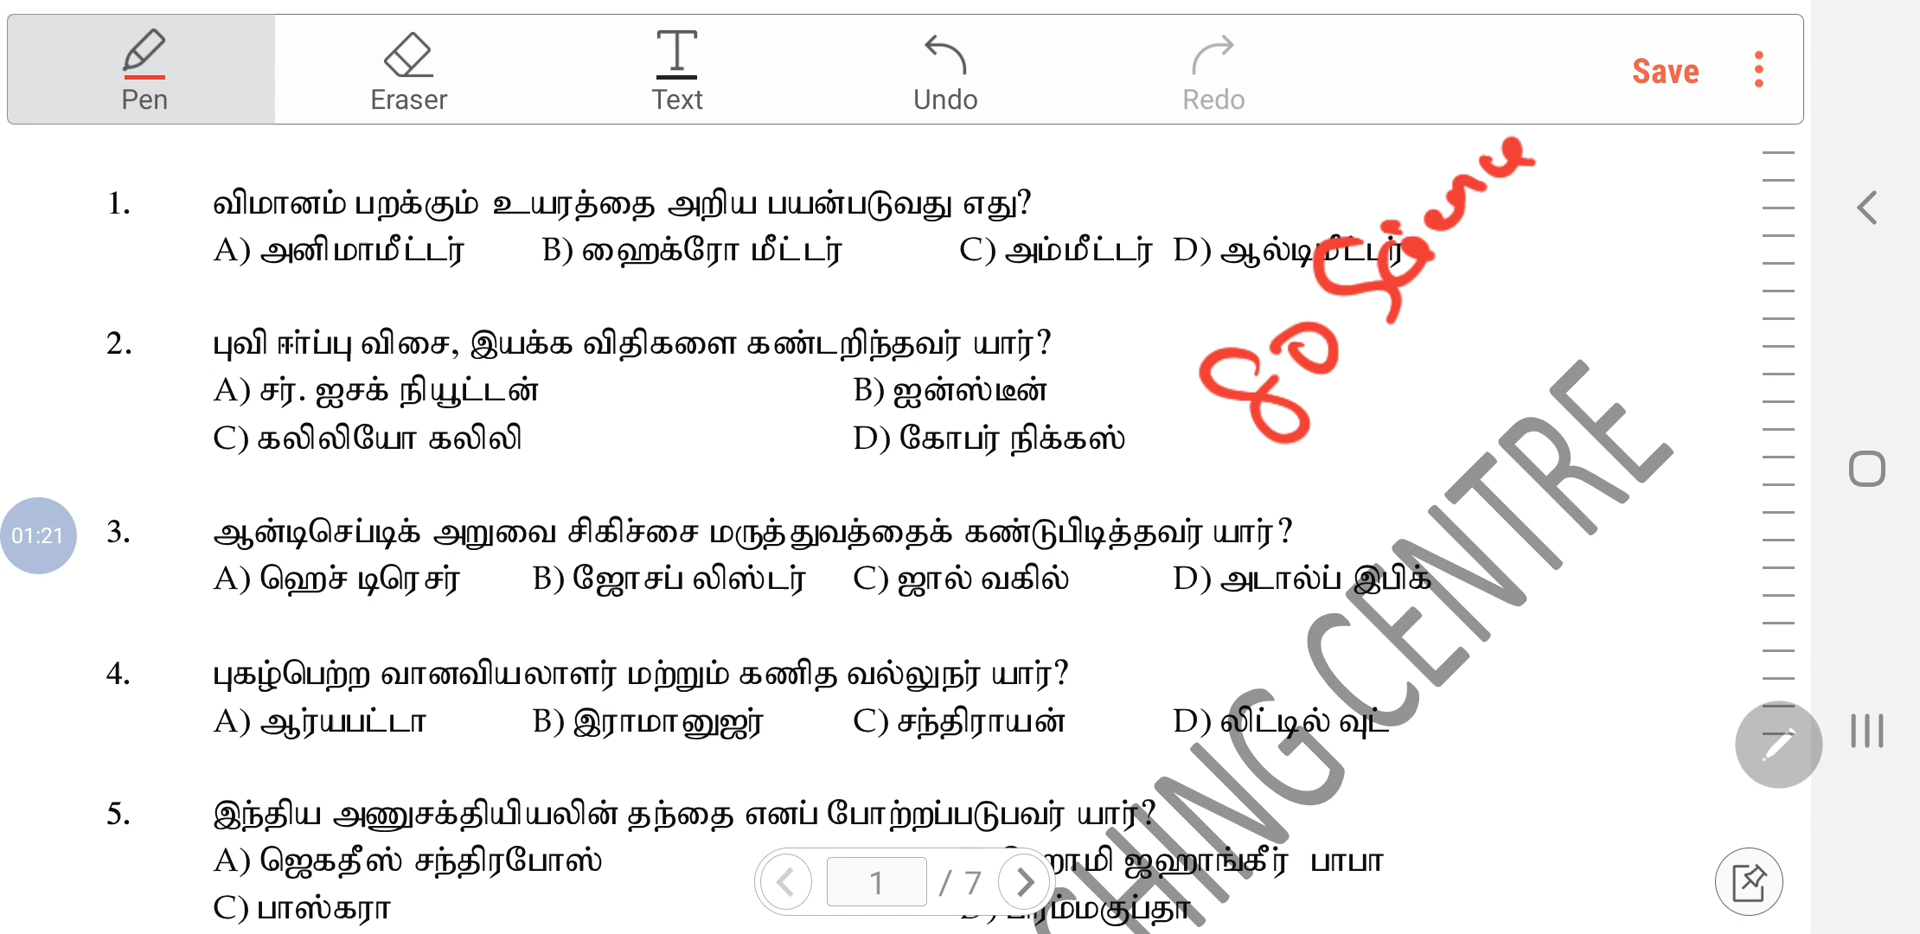 Pen Eraser Text Undo Redo Save
1. விமானம் பறக்கும் உயரத்தை அறிய பயன்படுவது எது?
A) அனிமாமீட்டர் B) ஹைக்ரோ மீட்டர் C) அம்மீட்டர் D) ஆல்டிமீட்டர்
80 Science
2. புவி ஈர்ப்பு விசை, இயக்க விதிகளை கண்டறிந்தவர் யார்?
A) சர். ஐசக் நியூட்டன் B) ஐன்ஸ்டீன்
C) கலிலியோ கலிலி D) கோபர் நிக்கஸ்
01:21
3. ஆன்டிசெப்டிக் அறுவை சிகிச்சை மருத்துவத்தைக் கண்டுபிடித்தவர் யார்?
A) ஹெச் டிரெசர் B) ஜோசப் லிஸ்டர் C) ஜால் வகில் D) அடால்ப் இபிக்
4. புகழ்பெற்ற வானவியலாளர் மற்றும் கணித வல்லுநர் யார்?
A) ஆர்யபட்டா B) இராமானுஜர் C) சந்திராயன் D) லிட்டில் வுட்
5. இந்திய அணுசக்தியியலின் தந்தை எனப் போற்றப்படுபவர் யார்?
A) ஜெகதீஸ் சந்திரபோஸ் ஜஹாங்கீர் பாபா
1 / 7
C) பாஸ்கரா
CENTRE